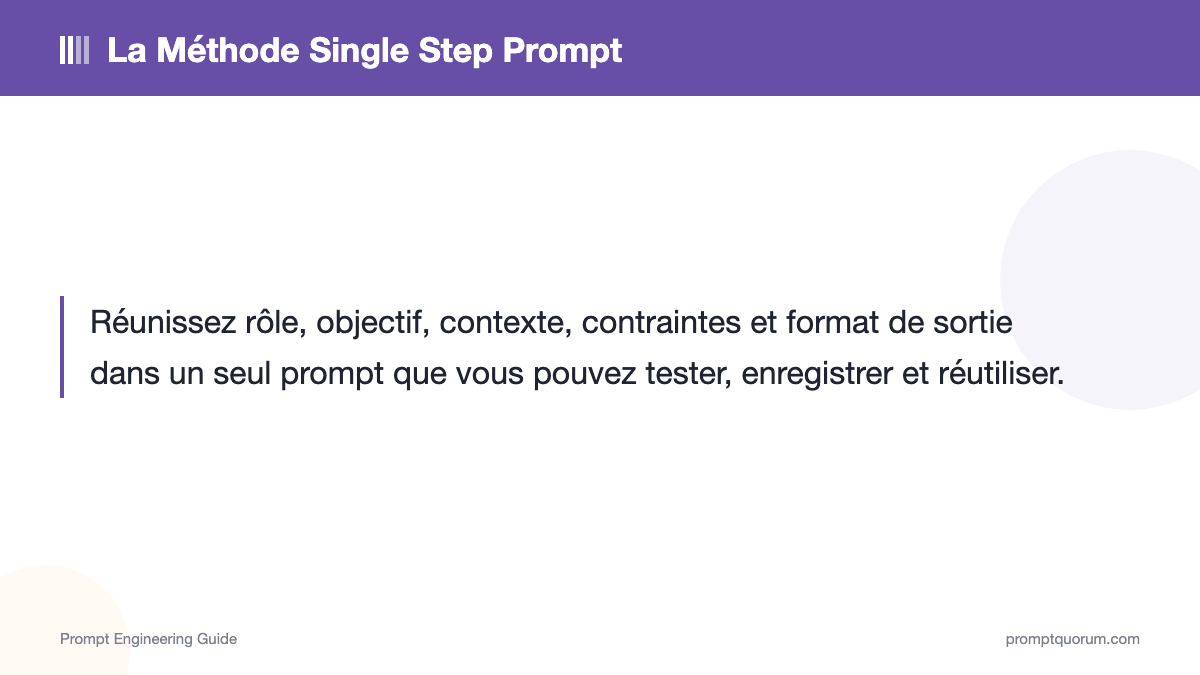 La Méthode Single Step Prompt
Réunissez rôle, objectif, contexte, contraintes et format de sortie
dans un seul prompt que vous pouvez tester, enregistrer et réutiliser.
Prompt Engineering Guide
promptquorum.com